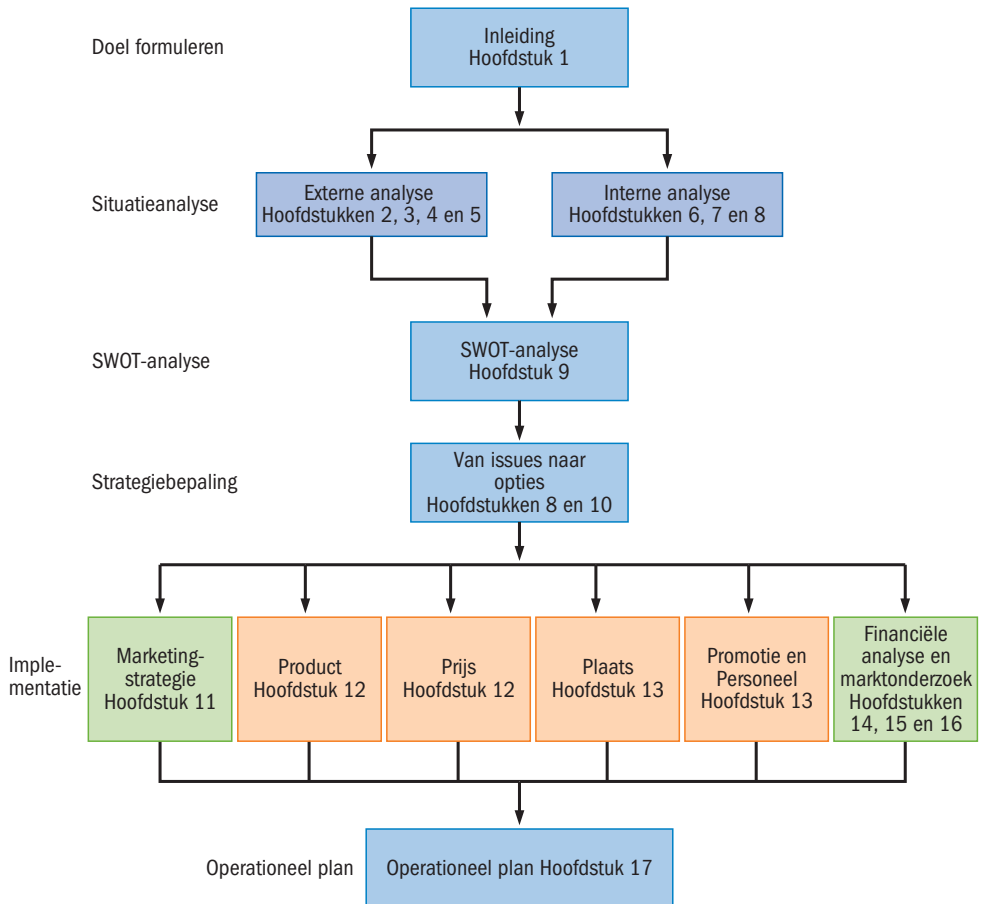 Doel formuleren
Inleiding
Hoofdstuk 1
Situatieanalyse
Externe analyse
Hoofdstukken 2, 3, 4 en 5
Interne analyse
Hoofdstukken 6, 7 en 8
SWOT-analyse
SWOT-analyse
Hoofdstuk 9
Strategiebepaling
Van issues naar
opties
Hoofdstukken 8 en 10
Imple-
mentatie
Marketing-
strategie
Hoofdstuk 11
Product
Hoofdstuk 12
Prijs
Hoofdstuk 12
Plaats
Hoofdstuk 13
Promotie en
Personeel
Hoofdstuk 13
Financiële
analyse en
marktonderzoek
Hoofdstukken
14, 15 en 16
Operationeel plan
Operationeel plan Hoofdstuk 17